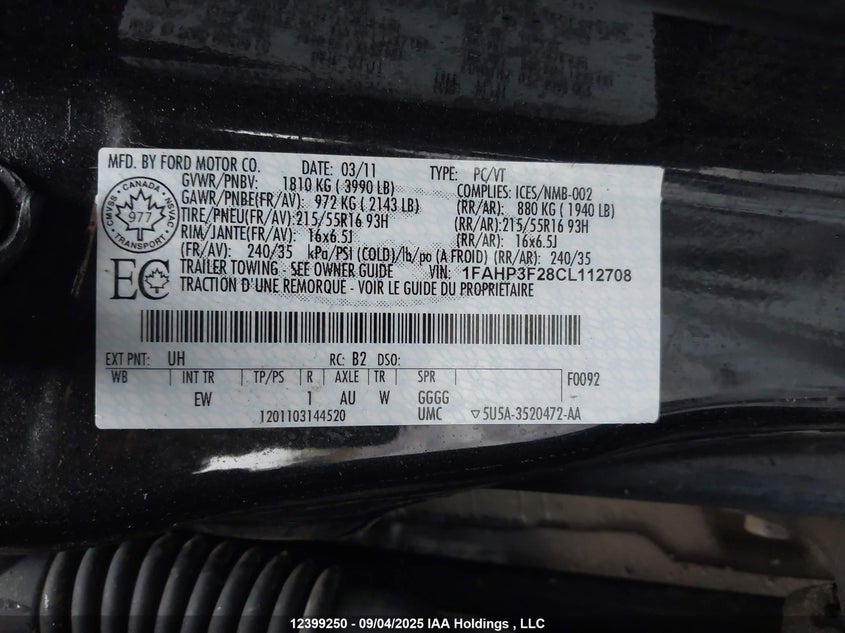 MFD. BY FORD MOTOR CO. DATE: 03/11 TYPE: PC/VT
GVWR/PNBV: 1810 KG ( 3990 LB) COMPLIES: ICES/NMB-002
GAWR/PNBE(FR/AV): 972 KG ( 2143 LB) (RR/AR): 880 KG ( 1940 LB)
TIRE/PNEU(FR/AV):215/55R16 93H (RR/AR):215/55R16 93H
RIM/JANTE(FR/AV): 16x6.5J (RR/AR): 16x6.5J
(FR/AV): 240/35 kPa/PSI (COLD)/lb/po (A FROID) (RR/AR): 240/35
TRAILER TOWING - SEE OWNER GUIDE VIN: 1FAHP3F28CL112708
TRACTION D'UNE REMORQUE - VOIR LE GUIDE DU PROPRIÉTAIRE
CANADA
CMVSS
NSVAC
977
TRANSPORT
EC
EXT PNT: UH RC: B2 DSO:
WB INT TR TP/PS R AXLE TR SPR F0092
EW 1 AU W GGGG
1201103144520 UMC ▽5U5A-3520472-AA
12399250 - 09/04/2025 IAA Holdings , LLC